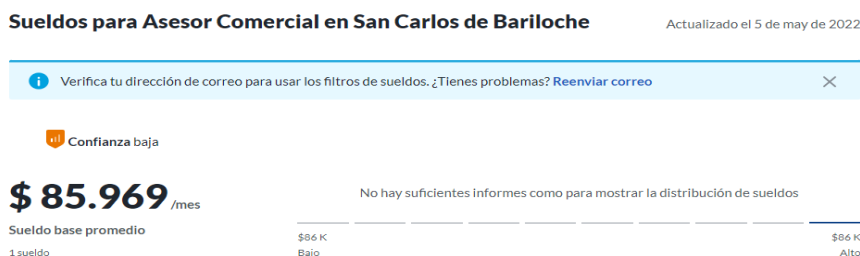 Sueldos para Asesor Comercial en San Carlos de Bariloche
Actualizado el 5 de may de 2022
Verifica tu dirección de correo para usar los filtros de sueldos. ¿Tienes problemas? Reenviar correo
Confianza baja
$ 85.969 /mes
Sueldo base promedio
1 sueldo
No hay suficientes informes como para mostrar la distribución de sueldos
$86 K
Bajo
$86 K
Alto